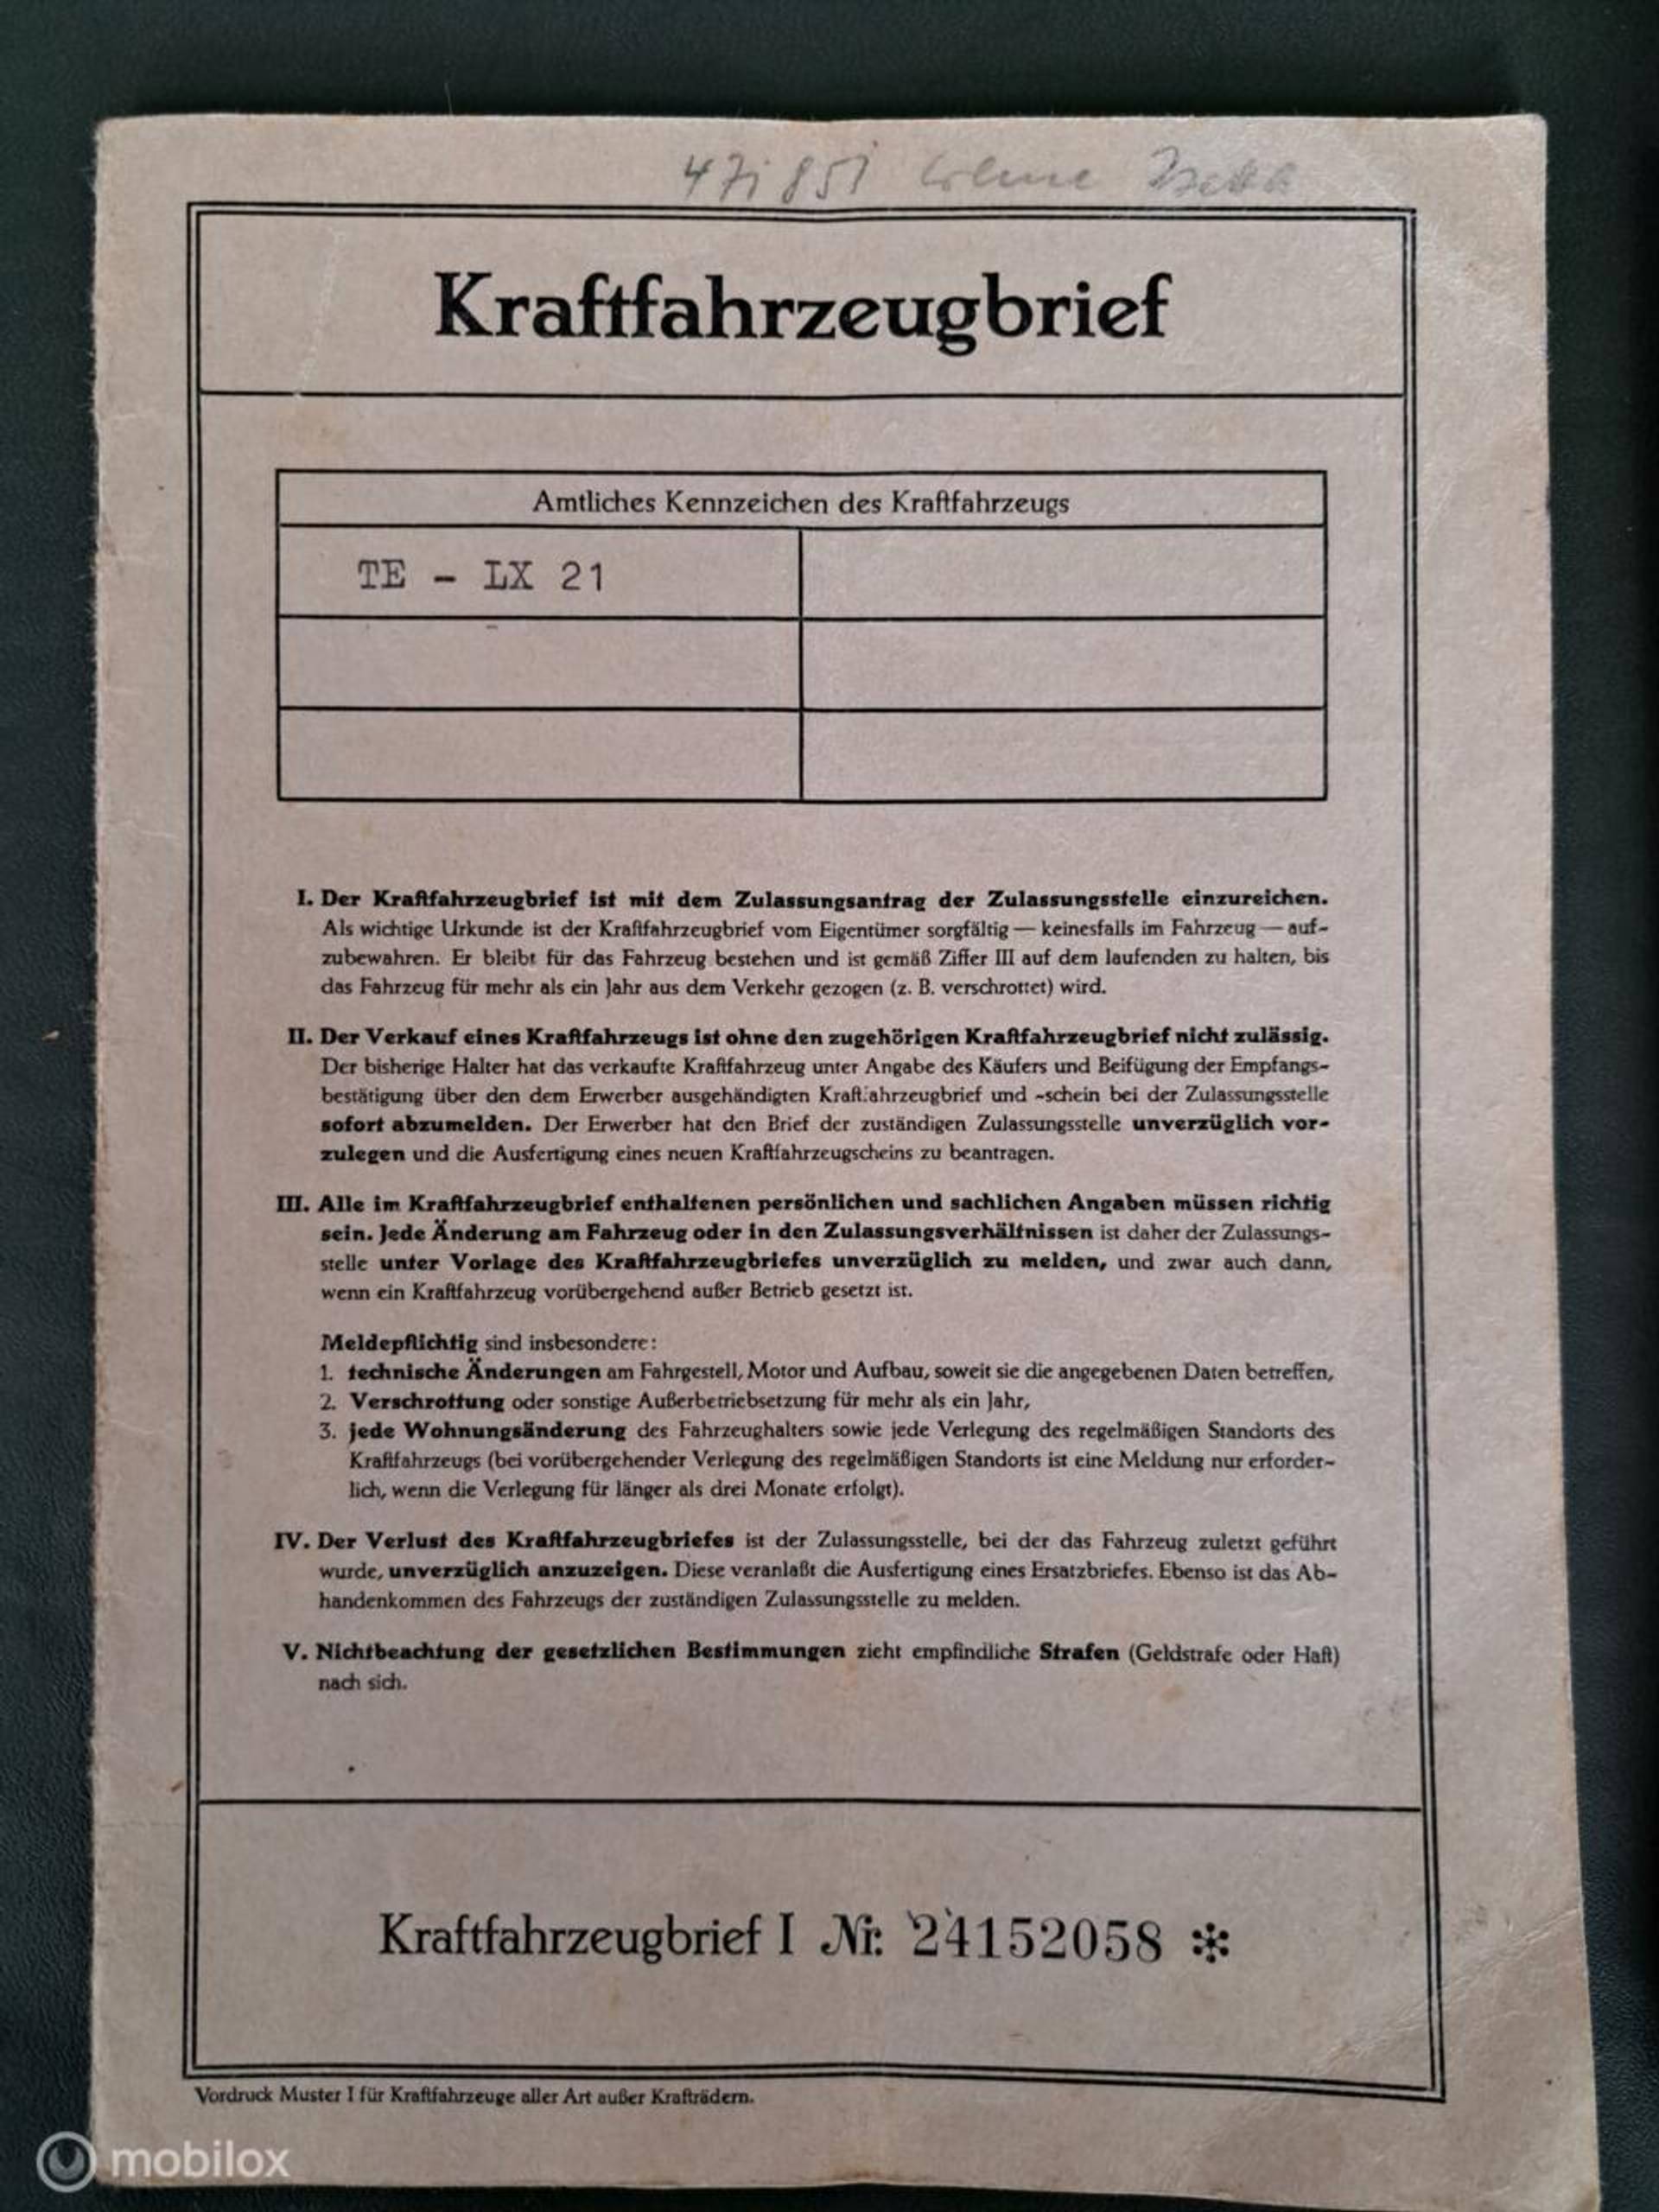 Kraftfahrzeugbrief
Amtliches Kennzeichen des Kraftfahrzeugs
TE - LX 21
I. Der Kraftfahrzeugbrief ist mit dem Zulassungsantrag der Zulassungsstelle einzureichen.
Als wichtige Urkunde ist der Kraftfahrzeugbrief vom Eigentümer sorgfältig — keinesfalls im Fahrzeug — auf-
zubewahren. Er bleibt für das Fahrzeug bestehen und ist gemäß Ziffer III auf dem laufenden zu halten, bis
das Fahrzeug für mehr als ein Jahr aus dem Verkehr gezogen (z. B. verschrottet) wird.
II. Der Verkauf eines Kraftfahrzeugs ist ohne den zugehörigen Kraftfahrzeugbrief nicht zulässig.
Der bisherige Halter hat das verkaufte Kraftfahrzeug unter Angabe des Käufers und Beifügung der Empfangs-
bestätigung über den dem Erwerber ausgehändigten Kraftfahrzeugbrief und -schein bei der Zulassungsstelle
sofort abzumelden. Der Erwerber hat den Brief der zuständigen Zulassungsstelle unverzüglich vor-
zulegen und die Ausfertigung eines neuen Kraftfahrzeugscheins zu beantragen.
III. Alle im Kraftfahrzeugbrief enthaltenen persönlichen und sachlichen Angaben müssen richtig
sein. Jede Änderung am Fahrzeug oder in den Zulassungsverhältnissen ist daher der Zulassungs-
stelle unter Vorlage des Kraftfahrzeugbriefes unverzüglich zu melden, und zwar auch dann,
wenn ein Kraftfahrzeug vorübergehend außer Betrieb gesetzt ist.
Meldepflichtig sind insbesondere:
1. technische Änderungen am Fahrgestell, Motor und Aufbau, soweit sie die angegebenen Daten betreffen,
2. Verschrottung oder sonstige Außerbetriebsetzung für mehr als ein Jahr,
3. jede Wohnungsänderung des Fahrzeughalters sowie jede Verlegung des regelmäßigen Standorts des
Kraftfahrzeugs (bei vorübergehender Verlegung des regelmäßigen Standorts ist eine Meldung nur erforder-
lich, wenn die Verlegung für länger als drei Monate erfolgt).
IV. Der Verlust des Kraftfahrzeugbriefes ist der Zulassungsstelle, bei der das Fahrzeug zuletzt geführt
wurde, unverzüglich anzuzeigen. Diese veranlaßt die Ausfertigung eines Ersatzbriefes. Ebenso ist das Ab-
handenkommen des Fahrzeugs der zuständigen Zulassungsstelle zu melden.
V. Nichtbeachtung der gesetzlichen Bestimmungen zieht empfindliche Strafen (Geldstrafe oder Haft)
nach sich.
Kraftfahrzeugbrief I Nr. 24152058 *
Vordruck Muster I für Kraftfahrzeuge aller Art außer Krafträdern.
mobilox